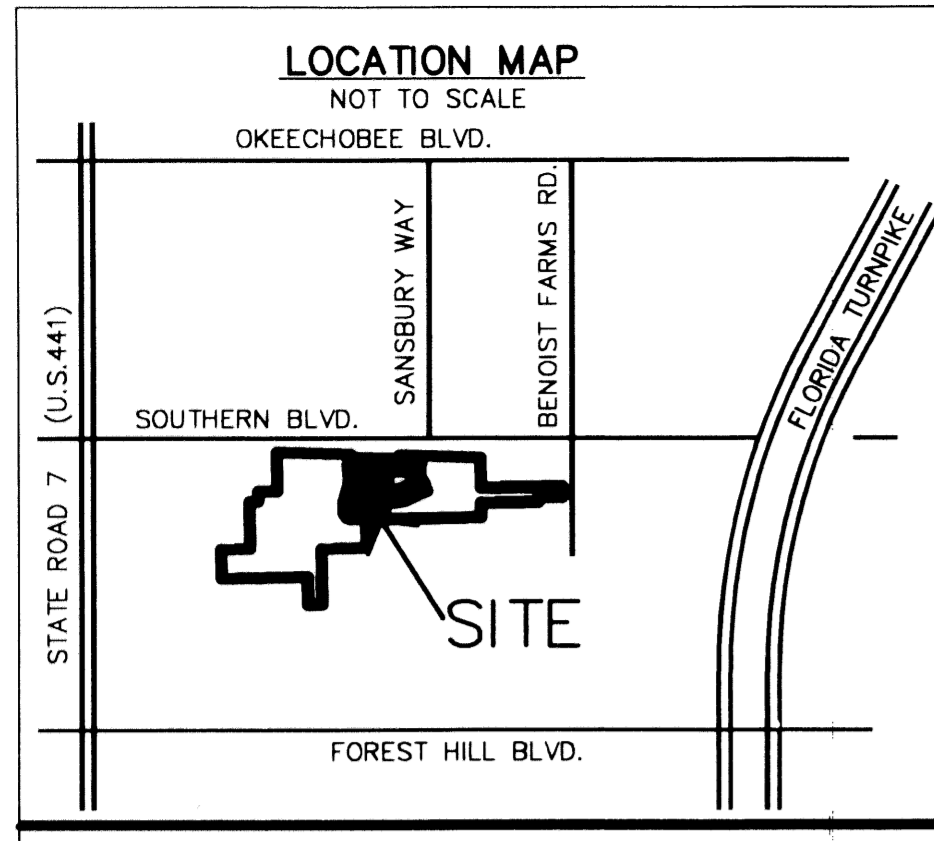 LOCATION MAP
NOT TO SCALE
OKEECHOBEE BLVD.
SANSBURY WAY
BENOIST FARMS RD.
FLORIDA TURNPIKE
(U.S.441)
STATE ROAD 7
SOUTHERN BLVD.
SITE
FOREST HILL BLVD.